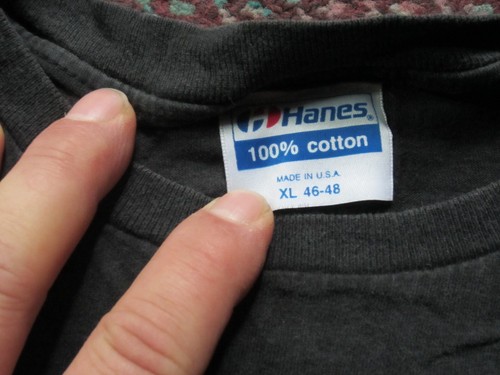 Hanes®
100% cotton
MADE IN U.S.A.
XL 46-48